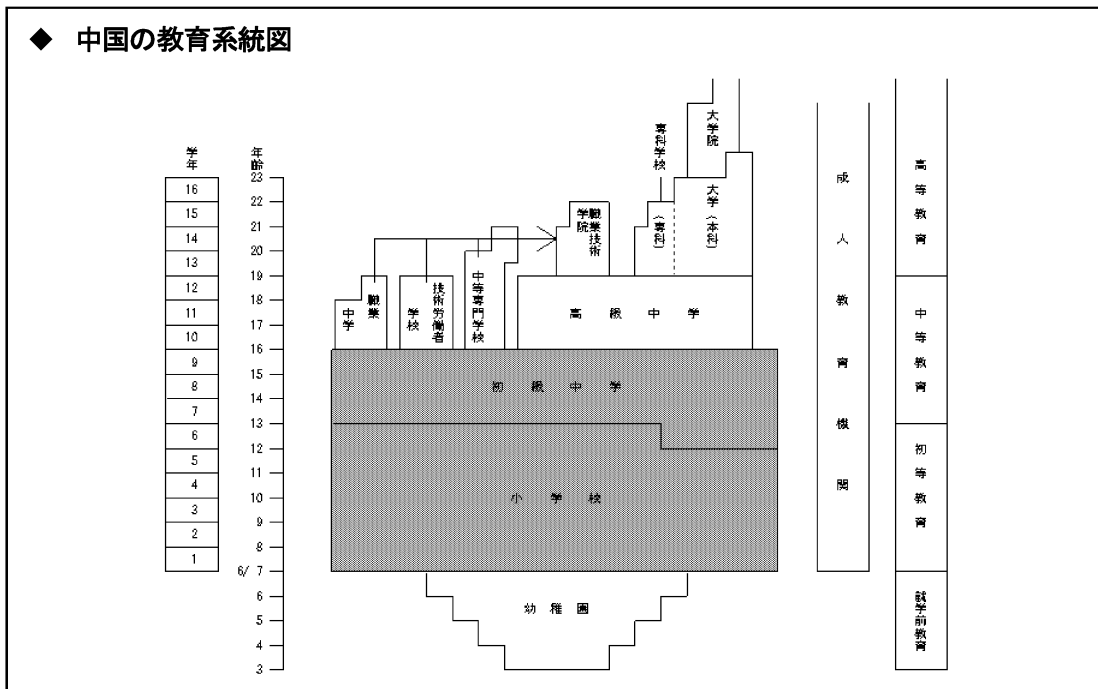 ◆ 中国の教育系統図
学年
年齢
16
15
14
13
12
11
10
9
8
7
6
5
4
3
2
1
23
22
21
20
19
18
17
16
15
14
13
12
11
10
9
8
6/7
6
5
4
3
職業
中学
技術労働者
学校
中等専門学校
職業技術
学院
専科学校
(専科)
大学(本科)
大学院
高級中学
初級中学
小学校
幼稚園
成人教育機関
高等教育
中等教育
初等教育
就学前教育